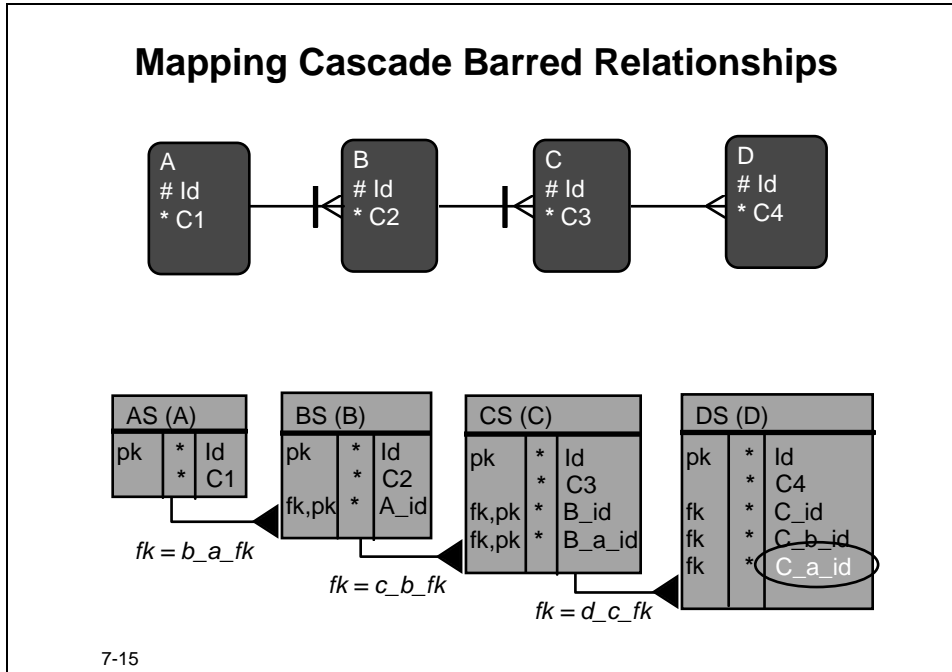 Mapping Cascade Barred Relationships
A
# Id
* C1
B
# Id
* C2
C
# Id
* C3
D
# Id
* C4
AS (A)
pk * Id
* C1
BS (B)
pk * Id
* C2
fk,pk * A_id
CS (C)
pk * Id
* C3
fk,pk * B_id
fk,pk * B_a_id
DS (D)
pk * Id
* C4
fk * C_id
fk * C_b_id
fk * C_a_id
fk = b_a_fk
fk = c_b_fk
fk = d_c_fk
7-15